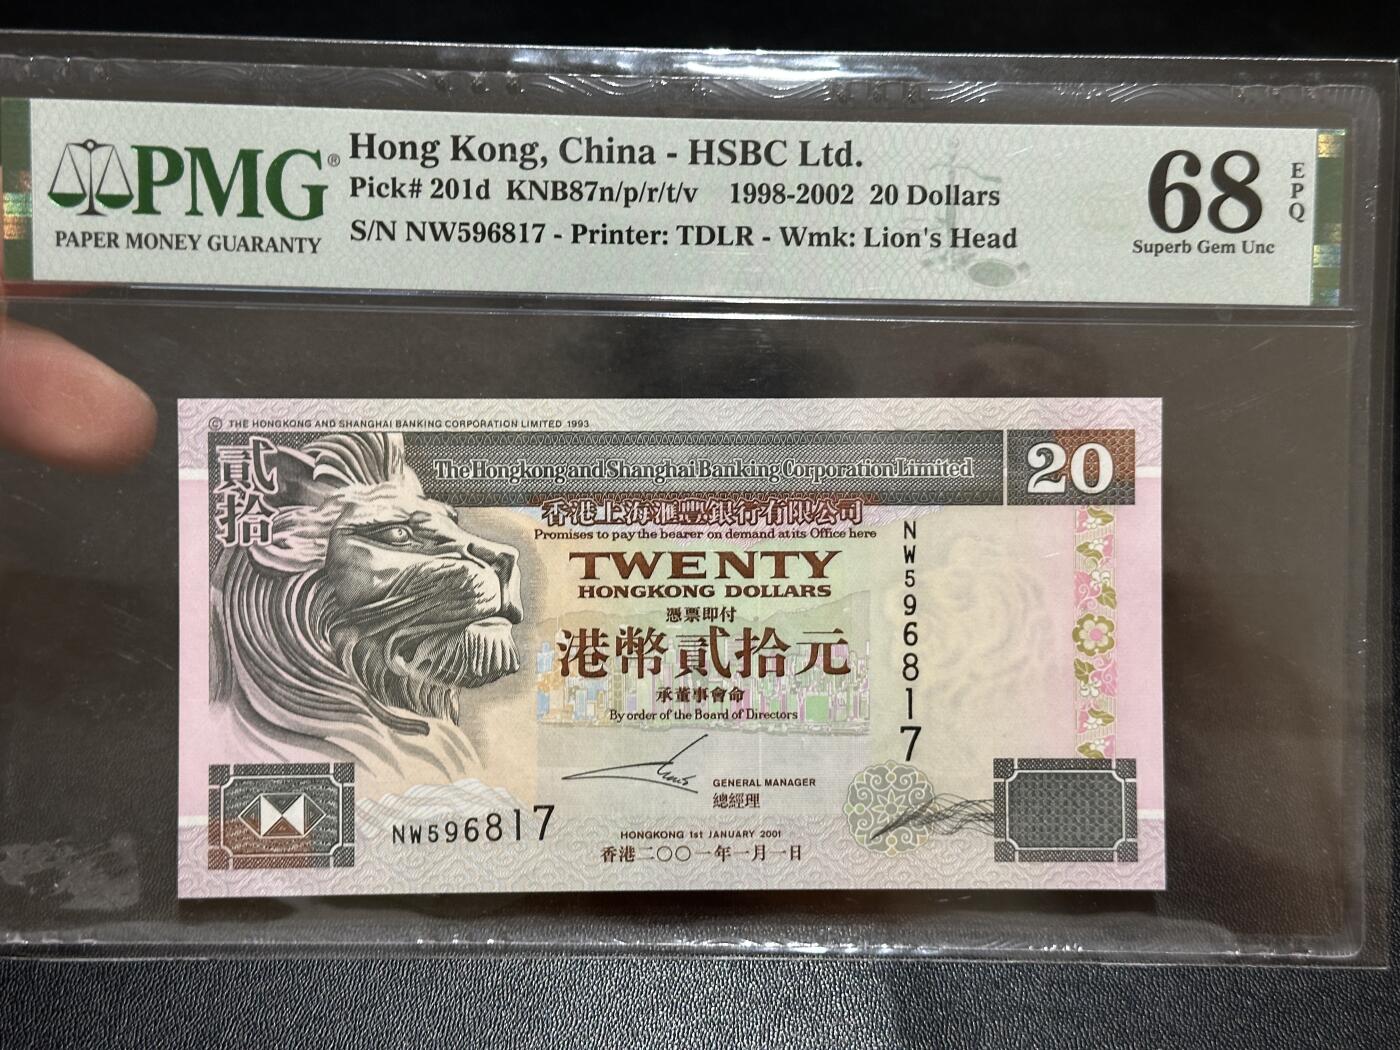 PMG®
PAPER MONEY GUARANTY
Hong Kong, China - HSBC Ltd.
Pick# 201d KNB87n/p/r/t/v 1998-2002 20 Dollars
S/N NW596817 - Printer: TDLR - Wmk: Lion's Head
68
EPQ
Superb Gem Unc
© THE HONGKONG AND SHANGHAI BANKING CORPORATION LIMITED 1993
貳拾
The Hongkong and Shanghai Banking Corporation Limited
20
香港上海滙豐銀行有限公司
Promises to pay the bearer on demand at its Office here
TWENTY
HONGKONG DOLLARS
憑票即付
港幣貳拾元
承董事會命
By order of the Board of Directors
NW596817
GENERAL MANAGER
總經理
NW596817
HONGKONG 1st JANUARY 2001
香港二〇〇一年一月一日